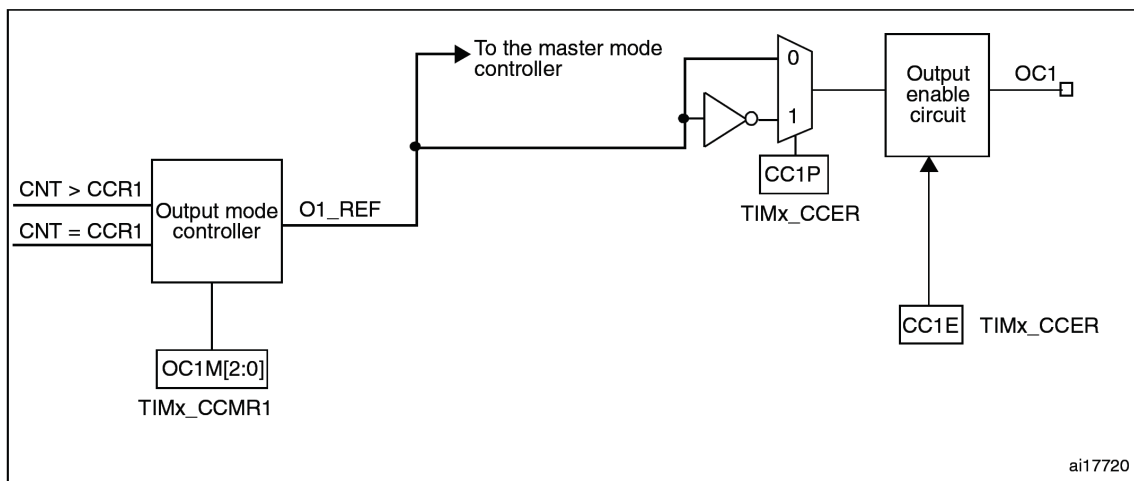 To the master mode
controller
0
1
Output
enable
circuit
OC1
CC1P
TIMx_CCER
CNT > CCR1
CNT = CCR1
Output mode
controller
O1_REF
CC1E
TIMx_CCER
OC1M[2:0]
TIMx_CCMR1
ai17720